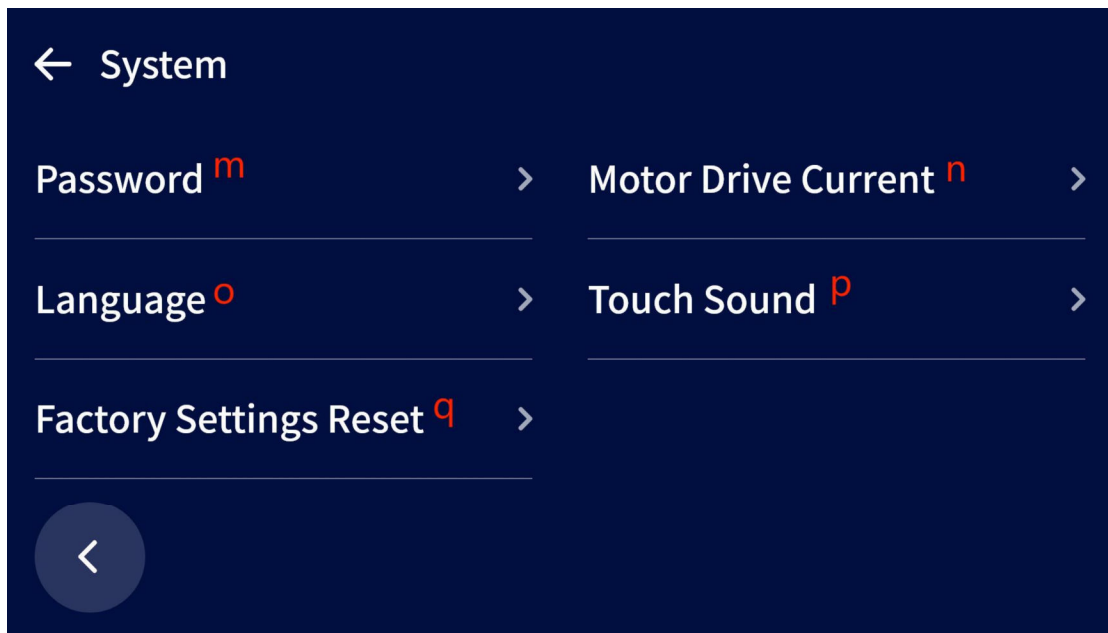 System
Password m
Motor Drive Current n
Language o
Touch Sound p
Factory Settings Reset q